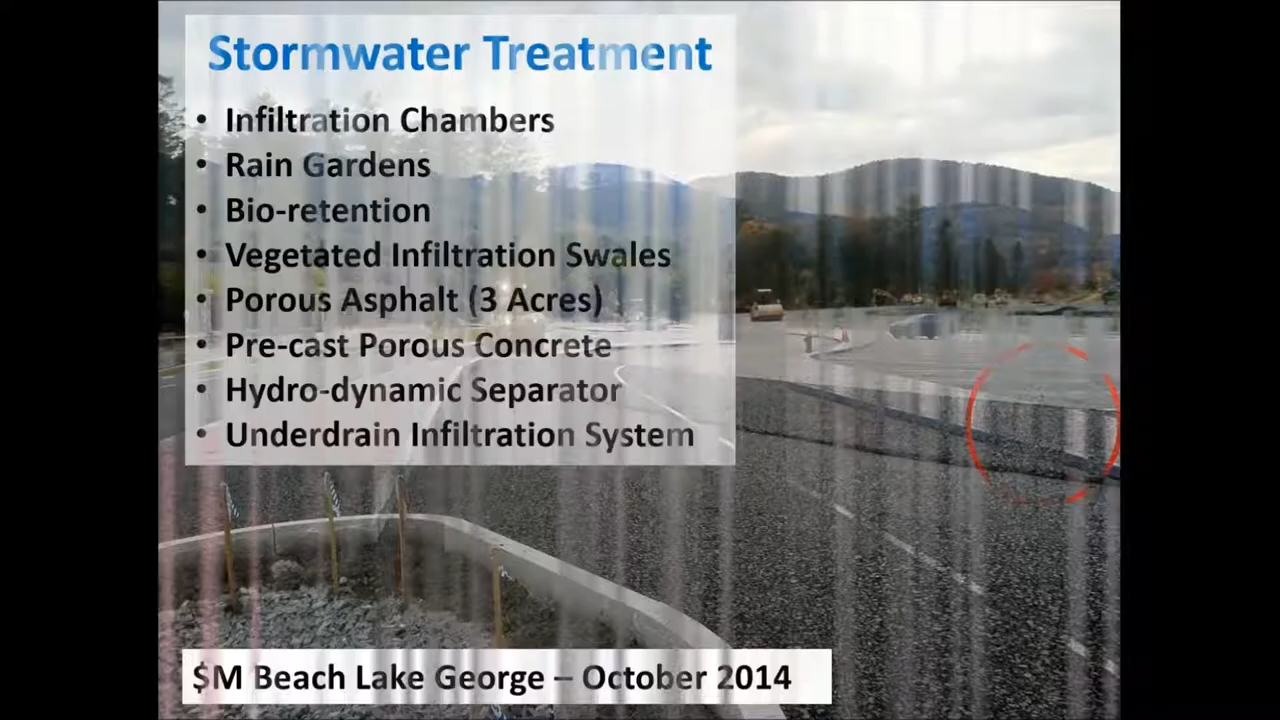 Stormwater Treatment
• Infiltration Chambers
• Rain Gardens
• Bio-retention
• Vegetated Infiltration Swales
• Porous Asphalt (3 Acres)
• Pre-cast Porous Concrete
• Hydro-dynamic Separator
• Underdrain Infiltration System
$M Beach Lake George – October 2014